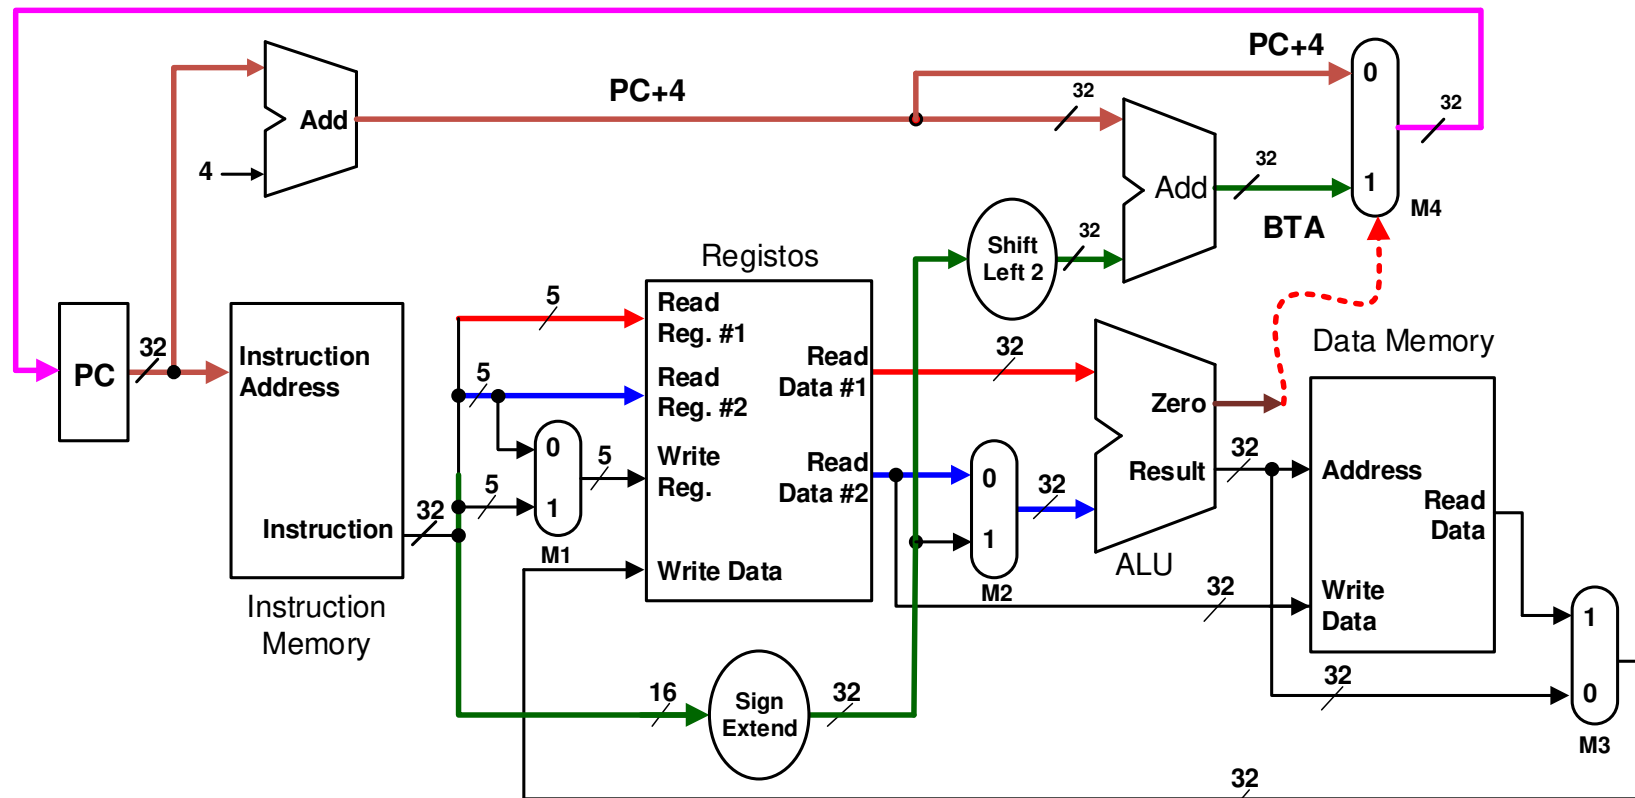 PC+4
32
0
1
M4
Add
4
PC+4
32
Add
32
BTA
Shift
Left 2
32
32
PC
32
Instruction
Address
Instruction
32
Instruction
Memory
Registos
5
Read
Reg. #1
5
Read
Reg. #2
0
1
M1
5
5
Write
Reg.
Write Data
Read
Data #1
Read
Data #2
32
0
1
M2
32
Zero
Result
ALU
32
Data Memory
Address
Read
Data
Write
Data
32
32
1
0
M3
16
Sign
Extend
32
32